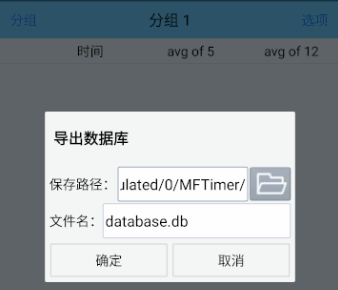 分组 分组 1 选项
时间 avg of 5 avg of 12
导出数据库
保存路径: ulated/0/MFTimer/
文件名: database.db
确定 取消